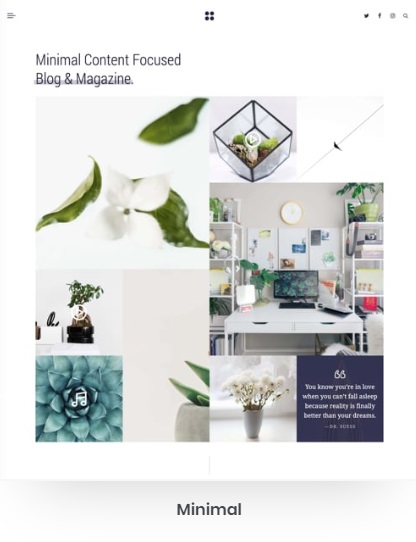 Minimal Content Focused
Blog & Magazine.
You know you're in love
when you can't fall asleep
because reality is finally
better than your dreams.
— DR. SUESS
Minimal